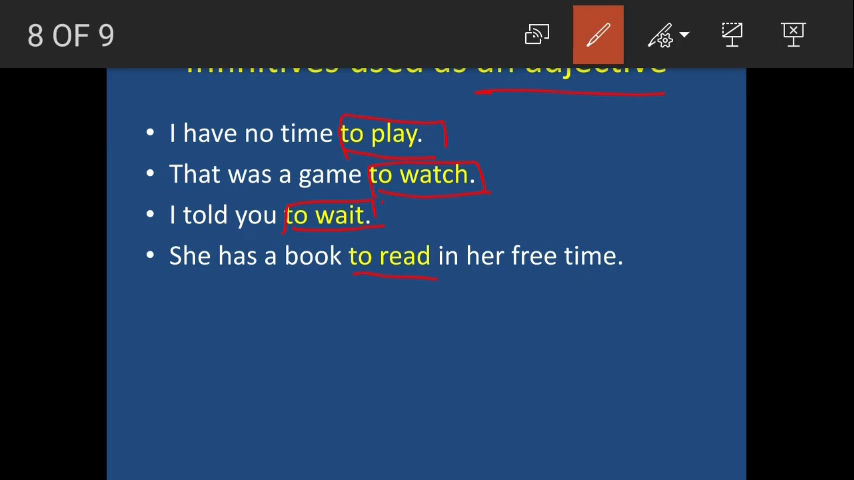 8 OF 9
Infinitives used as an adjective
• I have no time to play.
• That was a game to watch.
• I told you to wait.
• She has a book to read in her free time.